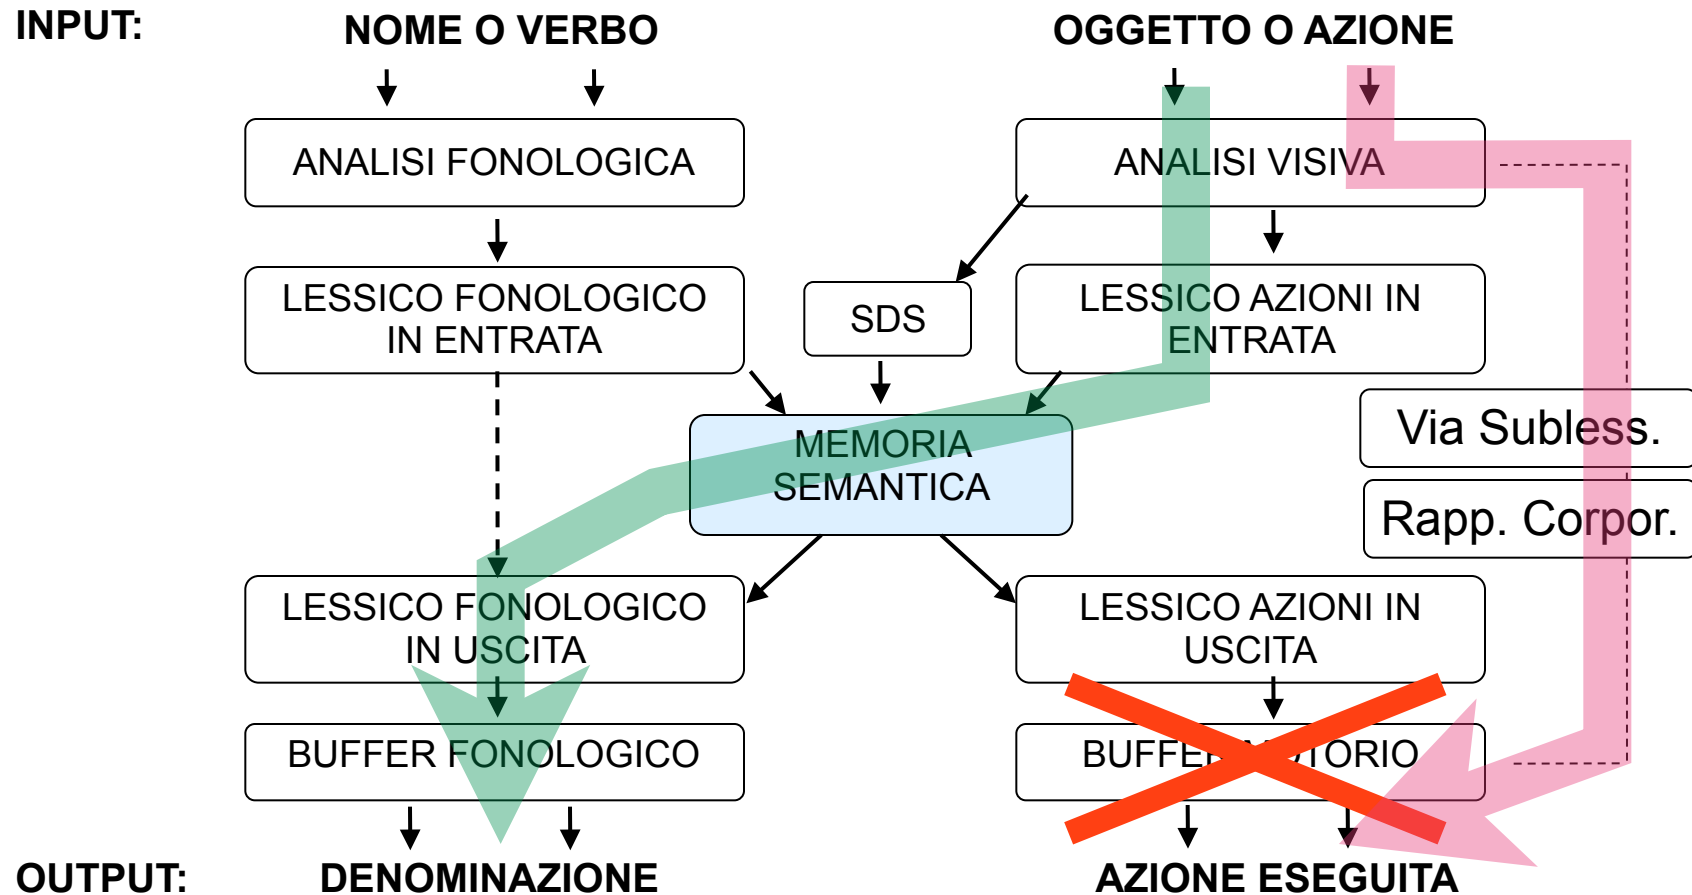 INPUT:
NOME O VERBO
OGGETTO O AZIONE
ANALISI FONOLOGICA
ANALISI VISIVA
LESSICO FONOLOGICO
IN ENTRATA
SDS
LESSICO AZIONI IN
ENTRATA
Via Subless.
MEMORIA
SEMANTICA
Rapp. Corpor.
LESSICO FONOLOGICO
IN USCITA
LESSICO AZIONI IN
USCITA
BUFFER FONOLOGICO
BUFFER MOTORIO
OUTPUT:
DENOMINAZIONE
AZIONE ESEGUITA